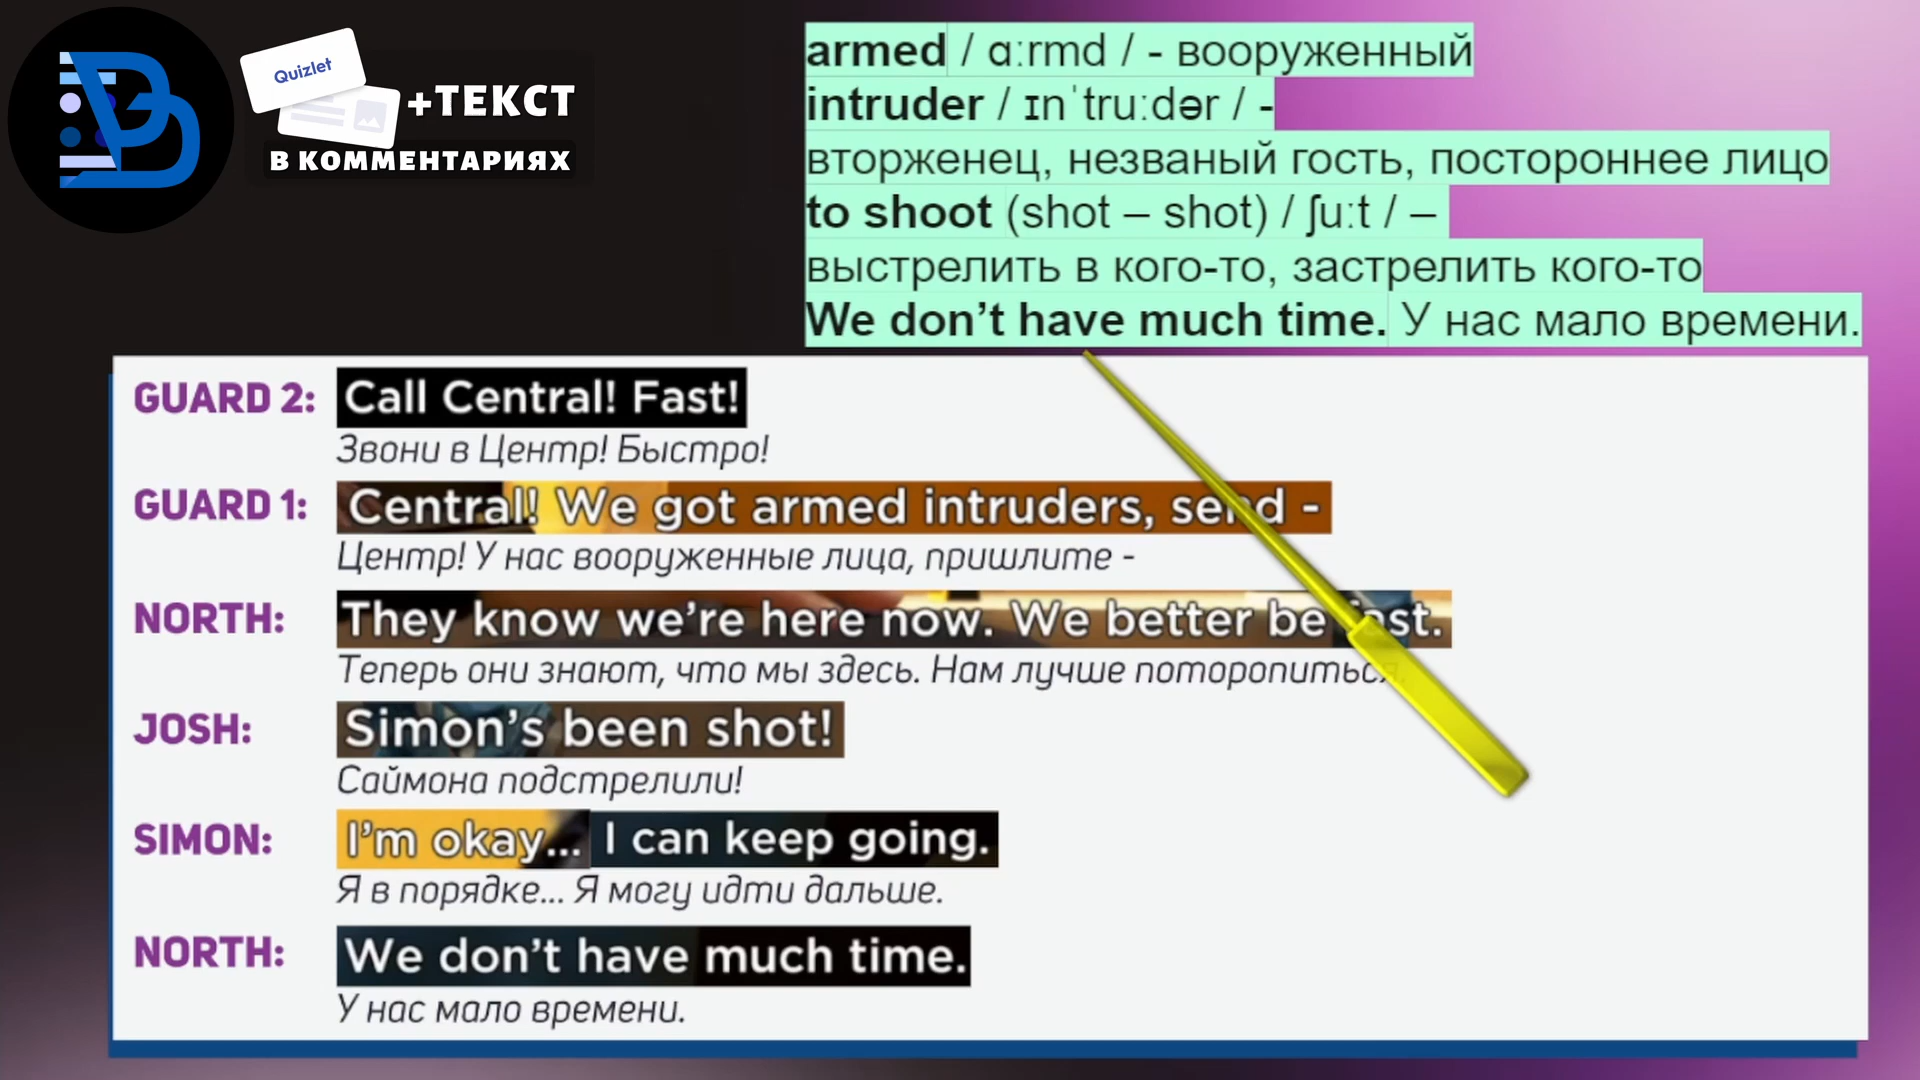 Quizlet
+ТЕКСТ
В КОММЕНТАРИЯХ
armed / ɑːrmd / - вооруженный
intruder / ɪnˈtruːdər / -
вторженец, незваный гость, постороннее лицо
to shoot (shot – shot) / ʃuːt / –
выстрелить в кого-то, застрелить кого-то
We don’t have much time. У нас мало времени.
GUARD 2: Call Central! Fast!
Звони в Центр! Быстро!
GUARD 1: Central! We got armed intruders, send -
Центр! У нас вооруженные лица, пришлите -
NORTH: They know we’re here now. We better be fast.
Теперь они знают, что мы здесь. Нам лучше поторопиться.
JOSH: Simon’s been shot!
Саймона подстрелили!
SIMON: I’m okay... I can keep going.
Я в порядке... Я могу идти дальше.
NORTH: We don’t have much time.
У нас мало времени.